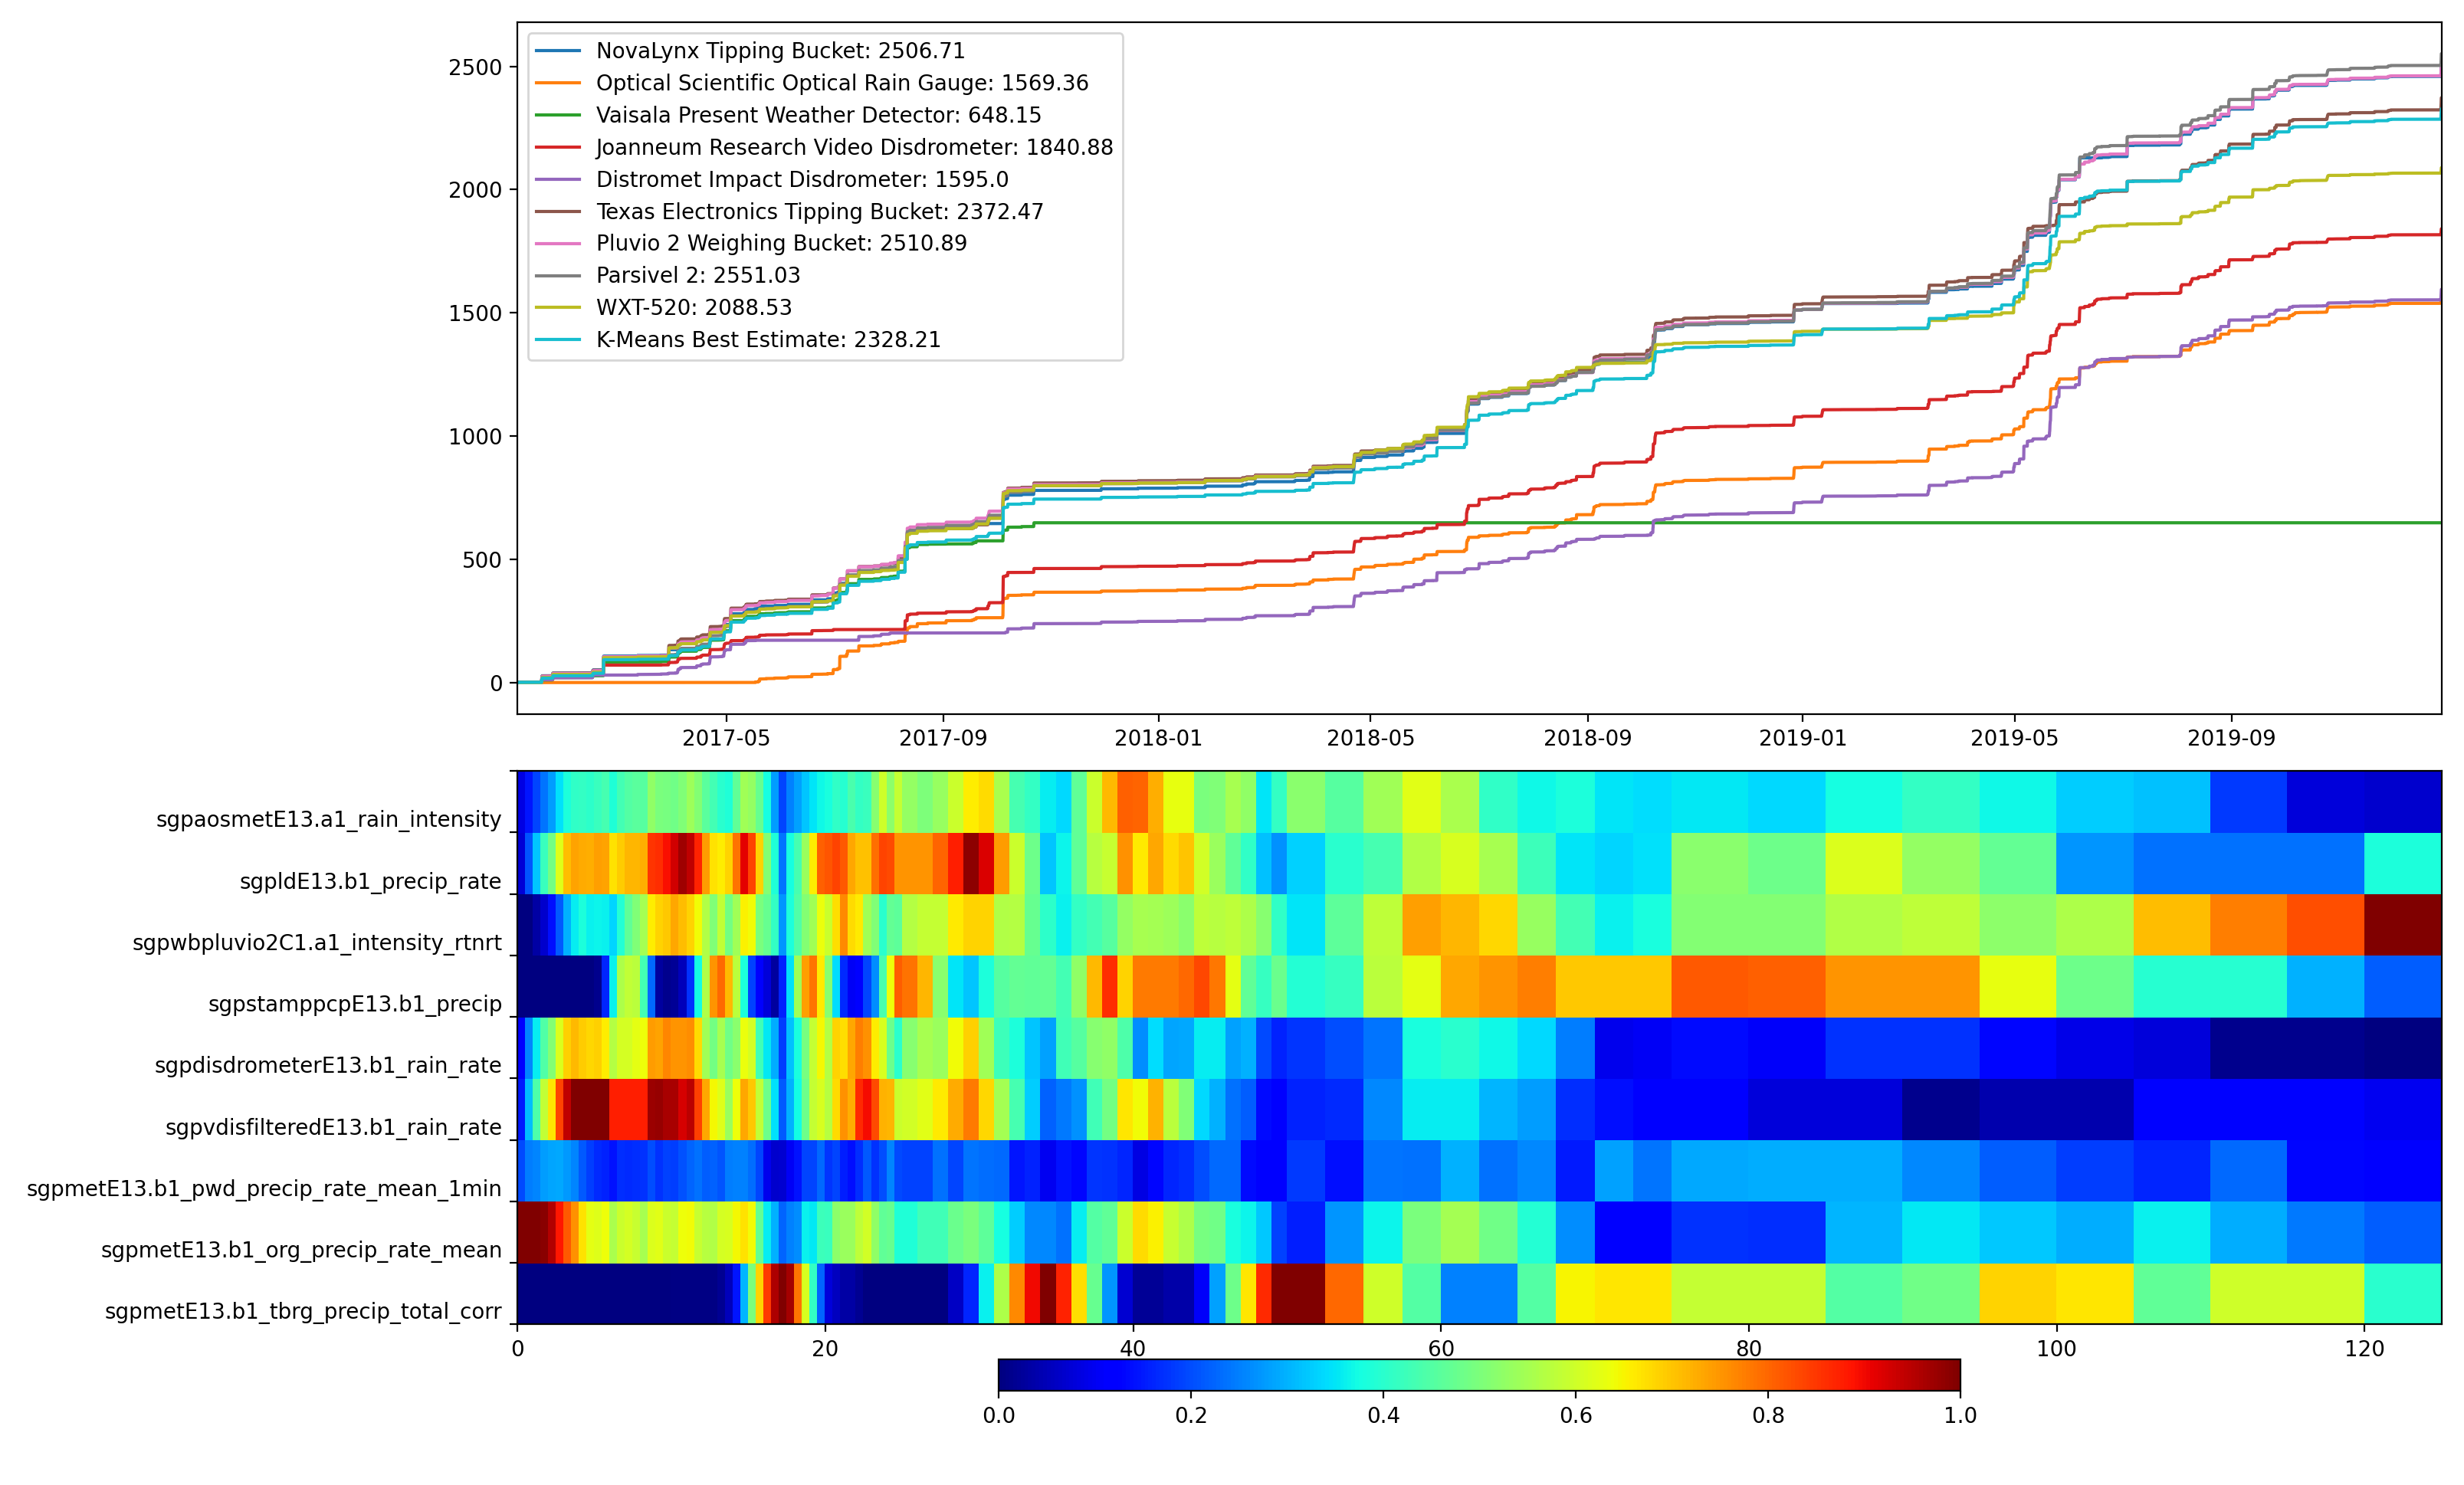 2500
2000
1500
1000
500
0
NovaLynx Tipping Bucket: 2506.71
Optical Scientific Optical Rain Gauge: 1569.36
Vaisala Present Weather Detector: 648.15
Joanneum Research Video Disdrometer: 1840.88
Distromet Impact Disdrometer: 1595.0
Texas Electronics Tipping Bucket: 2372.47
Pluvio 2 Weighing Bucket: 2510.89
Parsivel 2: 2551.03
WXT-520: 2088.53
K-Means Best Estimate: 2328.21
2017-05 2017-09 2018-01 2018-05 2018-09 2019-01 2019-05 2019-09
sgpaosmetE13.a1_rain_intensity
sgpldE13.b1_precip_rate
sgpwbpluvio2C1.a1_intensity_rtnrt
sgpstamppcpE13.b1_precip
sgpdisdrometerE13.b1_rain_rate
sgpvdisfilteredE13.b1_rain_rate
sgpmetE13.b1_pwd_precip_rate_mean_1min
sgpmetE13.b1_org_precip_rate_mean
sgpmetE13.b1_tbrg_precip_total_corr
0 20 40 60 80 100 120
0.0 0.2 0.4 0.6 0.8 1.0